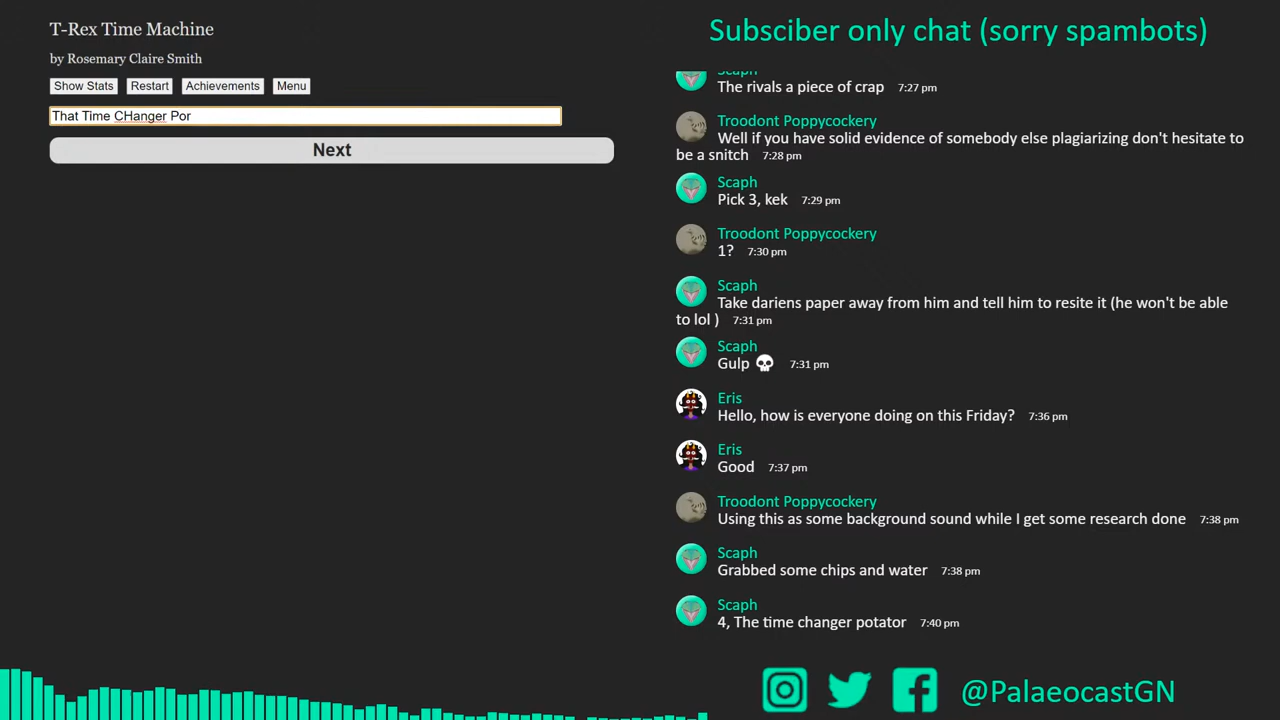 T-Rex Time Machine
by Rosemary Claire Smith
Show Stats Restart Achievements Menu
That Time CHanger Por
Next
Subsciber only chat (sorry spambots)
Scaph
The rivals a piece of crap 7:27 pm
Troodont Poppycockery
Well if you have solid evidence of somebody else plagiarizing don't hesitate to
be a snitch 7:28 pm
Scaph
Pick 3, kek 7:29 pm
Troodont Poppycockery
1? 7:30 pm
Scaph
Take dariens paper away from him and tell him to resite it (he won't be able
to lol ) 7:31 pm
Scaph
Gulp 💀 7:31 pm
Eris
Hello, how is everyone doing on this Friday? 7:36 pm
Eris
Good 7:37 pm
Troodont Poppycockery
Using this as some background sound while I get some research done 7:38 pm
Scaph
Grabbed some chips and water 7:38 pm
Scaph
4, The time changer potator 7:40 pm
@PalaeocastGN